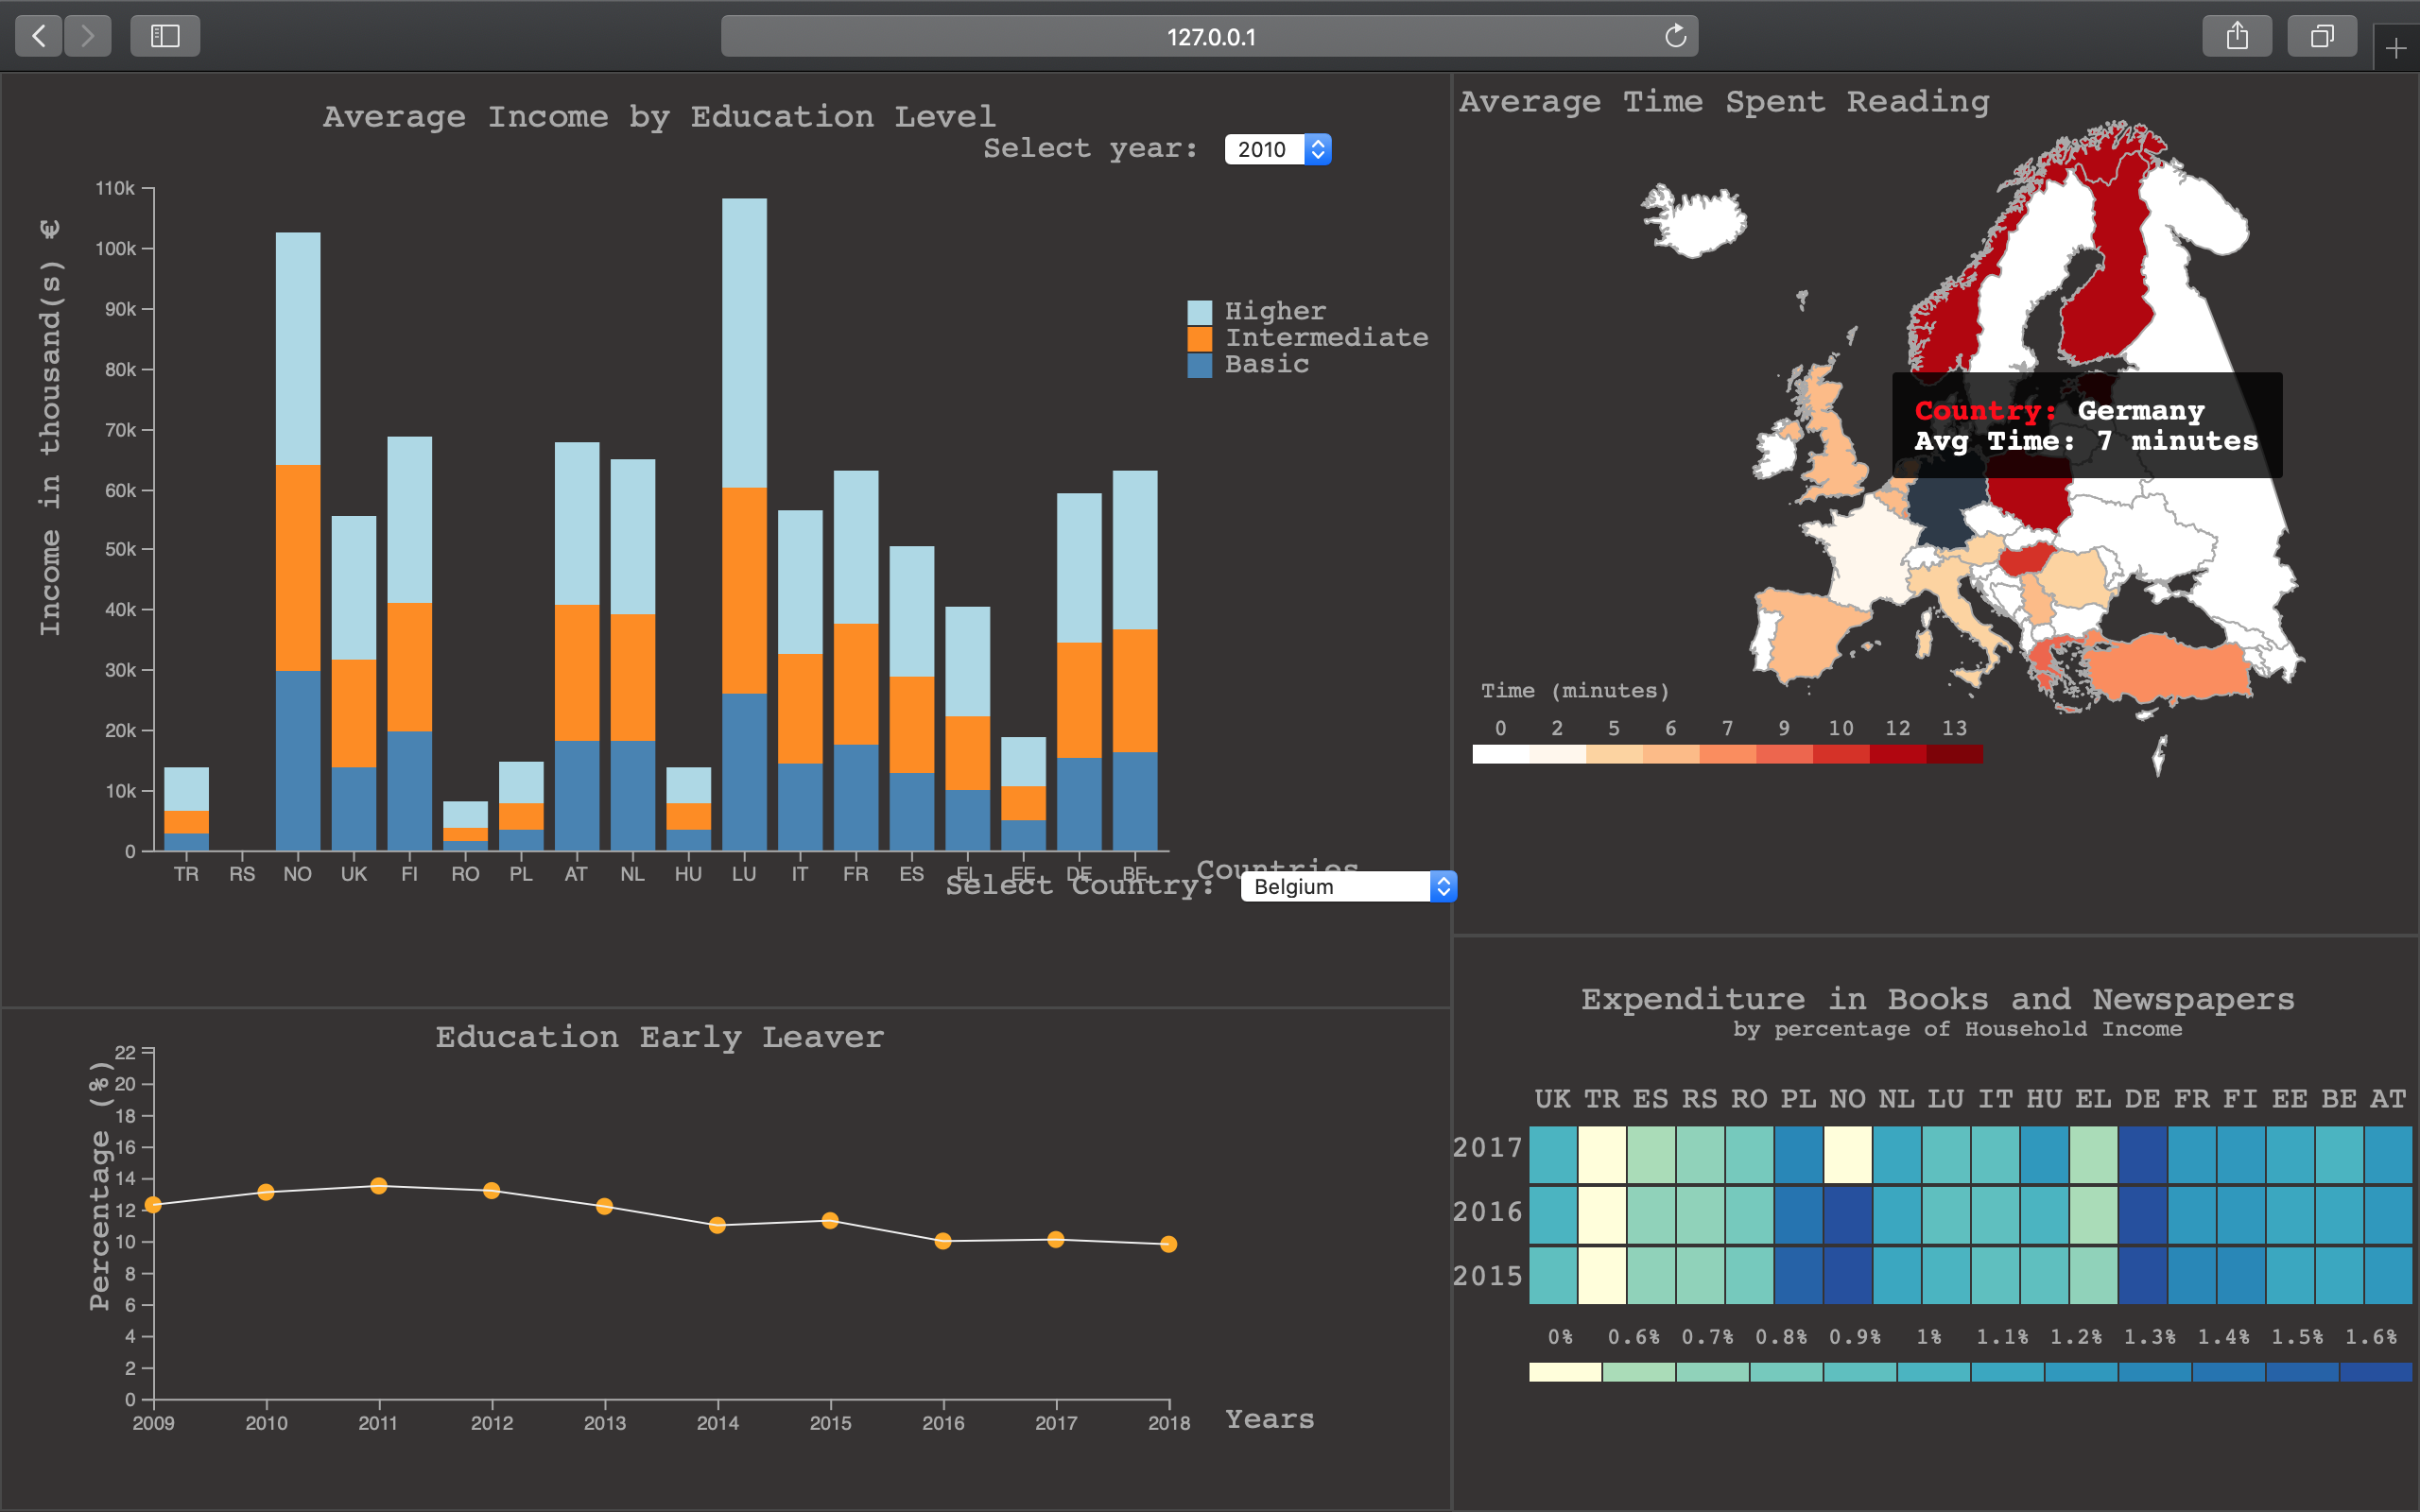 127.0.0.1
Average Income by Education Level
Select year: 2010
Income in thousand(s) €
110k
100k
90k
80k
70k
60k
50k
40k
30k
20k
10k
0
Higher
Intermediate
Basic
TR RS NO UK FI RO PL AT NL HU LU IT FR ES EL EE DE BE
Countries
Select Country: Belgium
Average Time Spent Reading
Country: Germany
Avg Time: 7 minutes
Time (minutes)
0 2 5 6 7 9 10 12 13
Education Early Leaver
Percentage (%)
22
20
18
16
14
12
10
8
6
4
2
0
2009 2010 2011 2012 2013 2014 2015 2016 2017 2018
Years
Expenditure in Books and Newspapers
by percentage of Household Income
UK TR ES RS RO PL NO NL LU IT HU EL DE FR FI EE BE AT
2017
2016
2015
0% 0.6% 0.7% 0.8% 0.9% 1% 1.1% 1.2% 1.3% 1.4% 1.5% 1.6%